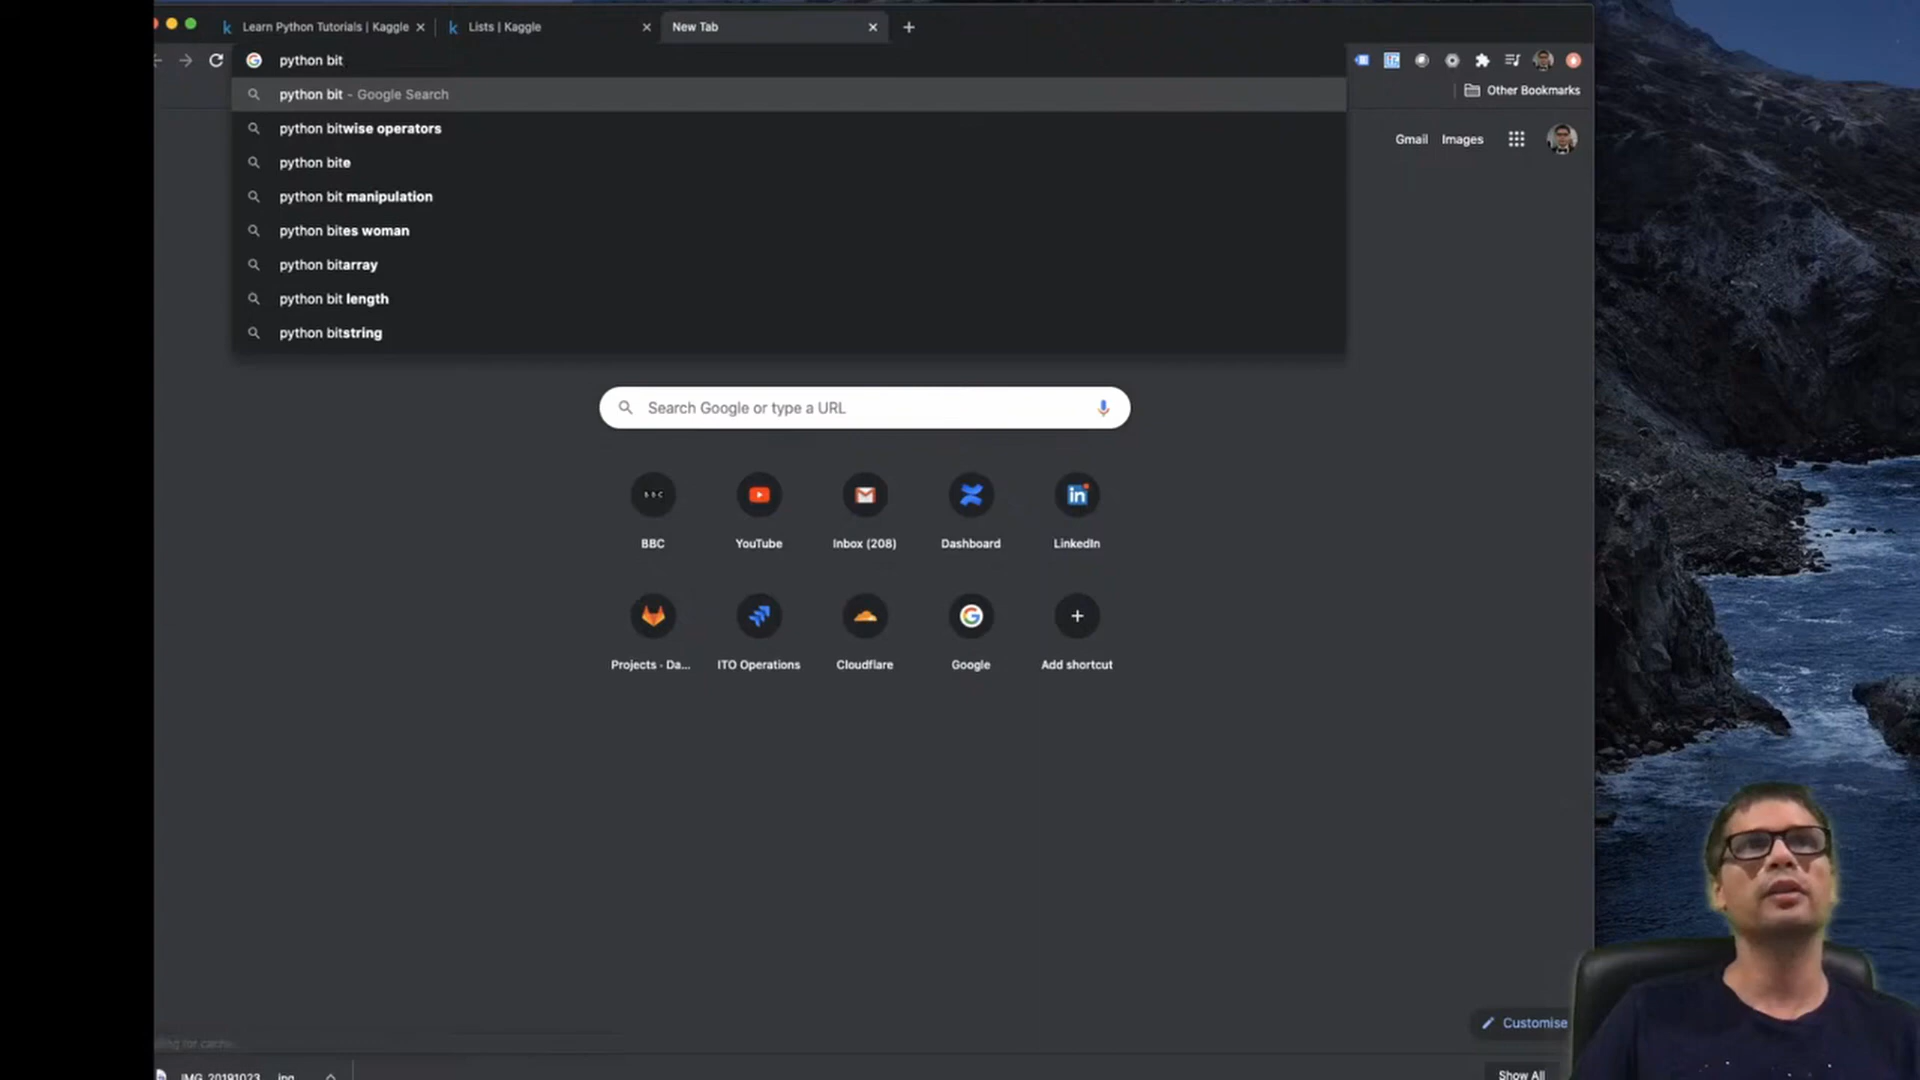 Learn Python Tutorials | Kaggle
Lists | Kaggle
New Tab
python bit
python bit - Google Search
Other Bookmarks
python bitwise operators
Gmail
Images
python bite
python bit manipulation
python bites woman
python bitarray
python bit length
python bitstring
Search Google or type a URL
BBC
BBC
YouTube
Inbox (208)
Dashboard
LinkedIn
Projects · Da...
ITO Operations
Cloudflare
Google
Add shortcut
Customise
IMG_20191023_....jpg
Show All